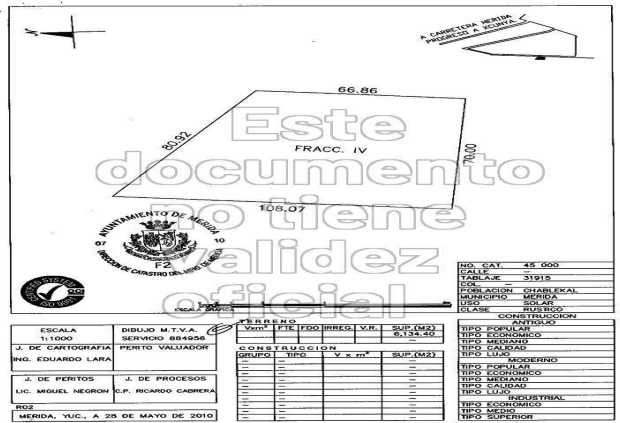 A CARRETERA MERIDA
PROGRESO A XCUNYA
66.86
80.92
FRACC. IV
70.00
108.07
Este
documento
no tiene
validez
oficial
AYUNTAMIENTO DE MERIDA
07 10
F2
DIRECCION DE CATASTRO DEL MPIO DE MERIDA
ESCALA GRAFICA
NO. CAT. 45 000
CALLE —
TABLAJE 31915
COL. —
POBLACION CHABLEKAL
MUNICIPIO MERIDA
USO SOLAR
CLASE RUSTICO
CONSTRUCCION
ANTIGUO
TIPO POPULAR
TIPO ECONOMICO
TIPO MEDIANO
TIPO CALIDAD
TIPO LUJO
MODERNO
TIPO POPULAR
TIPO ECONOMICO
TIPO MEDIANO
TIPO CALIDAD
TIPO LUJO
INDUSTRIAL
TIPO ECONOMICO
TIPO MEDIO
TIPO SUPERIOR
ESCALA
1:1000
DIBUJO M.T.V.A.
SERVICIO 884956
J. DE CARTOGRAFIA
ING. EDUARDO LARA
PERITO VALUADOR
J. DE PERITOS
LIC. MIGUEL NEGRON
J. DE PROCESOS
C.P. RICARDO CABRERA
R02
MERIDA, YUC., A 28 DE MAYO DE 2010
TERRENO
Vxm² FTE FDO IRREG. V.R. SUP.(M2)
6,134.40
CONSTRUCCION
GRUPO TIPO V x m² SUP.(M2)